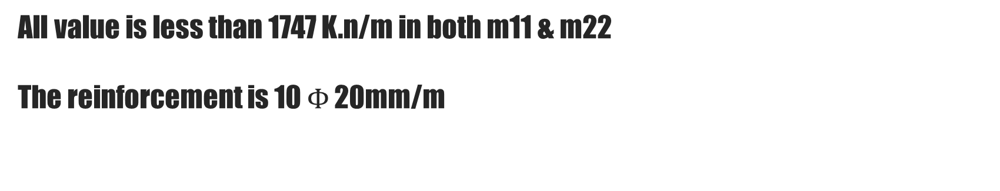 All value is less than 1747 K.n/m in both m11 & m22
The reinforcement is 10 Φ 20mm/m